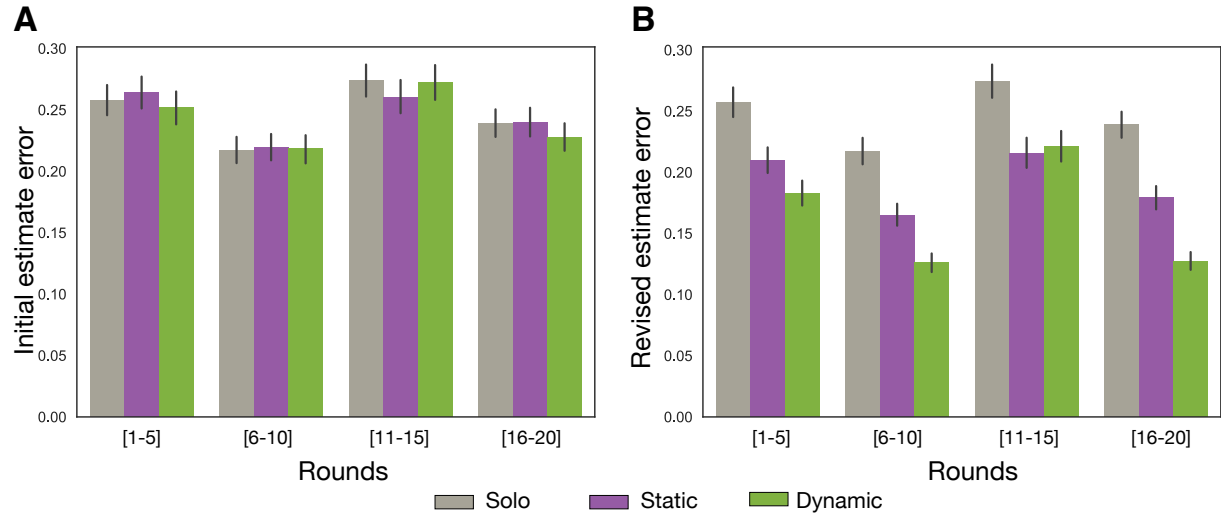 A
Initial estimate error
0.30
0.25
0.20
0.15
0.10
0.05
0.00
[1-5]
[6-10]
[11-15]
[16-20]
Rounds
B
Revised estimate error
0.30
0.25
0.20
0.15
0.10
0.05
0.00
[1-5]
[6-10]
[11-15]
[16-20]
Rounds
Solo
Static
Dynamic